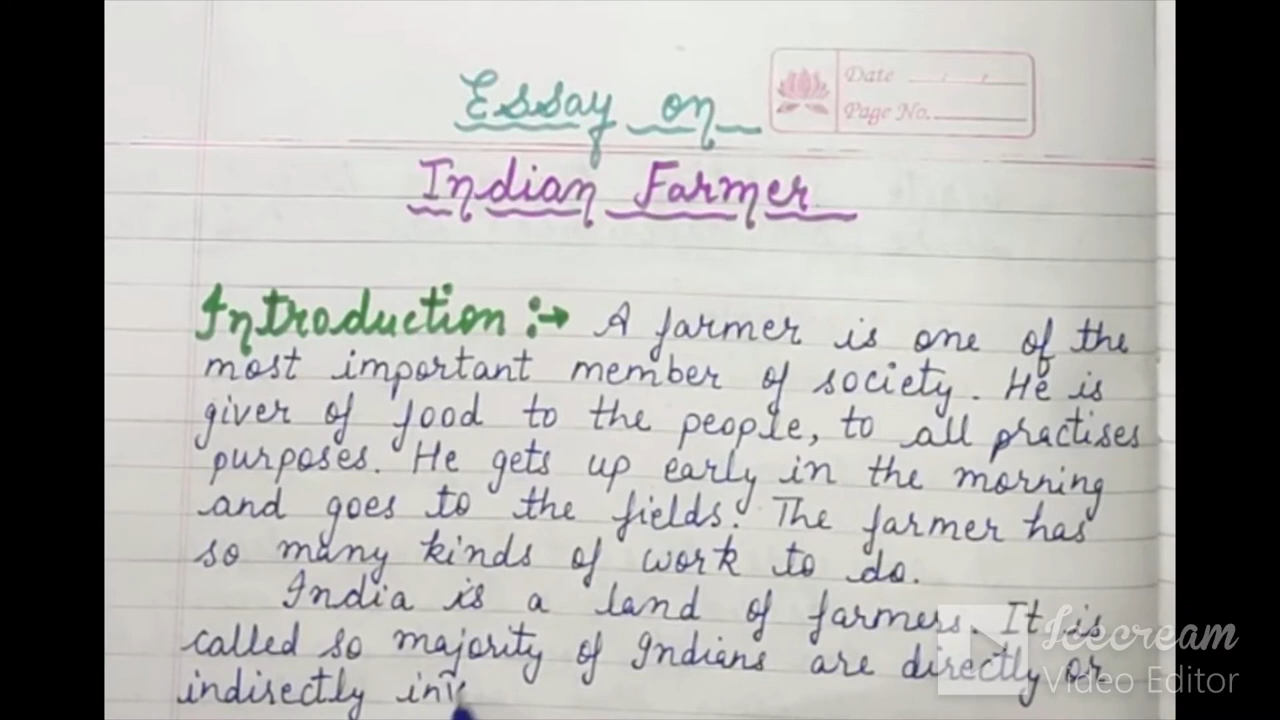 Essay on
Date
Page No.
Indian Farmer
Introduction :→ A farmer is one of the
most important member of society. He is
giver of food to the people, to all practises
purposes. He gets up early in the morning
and goes to the fields. The farmer has
so many kinds of work to do.
India is a land of farmers. It is
called so majority of Indians are directly or
indirectly
Icecream
Video Editor